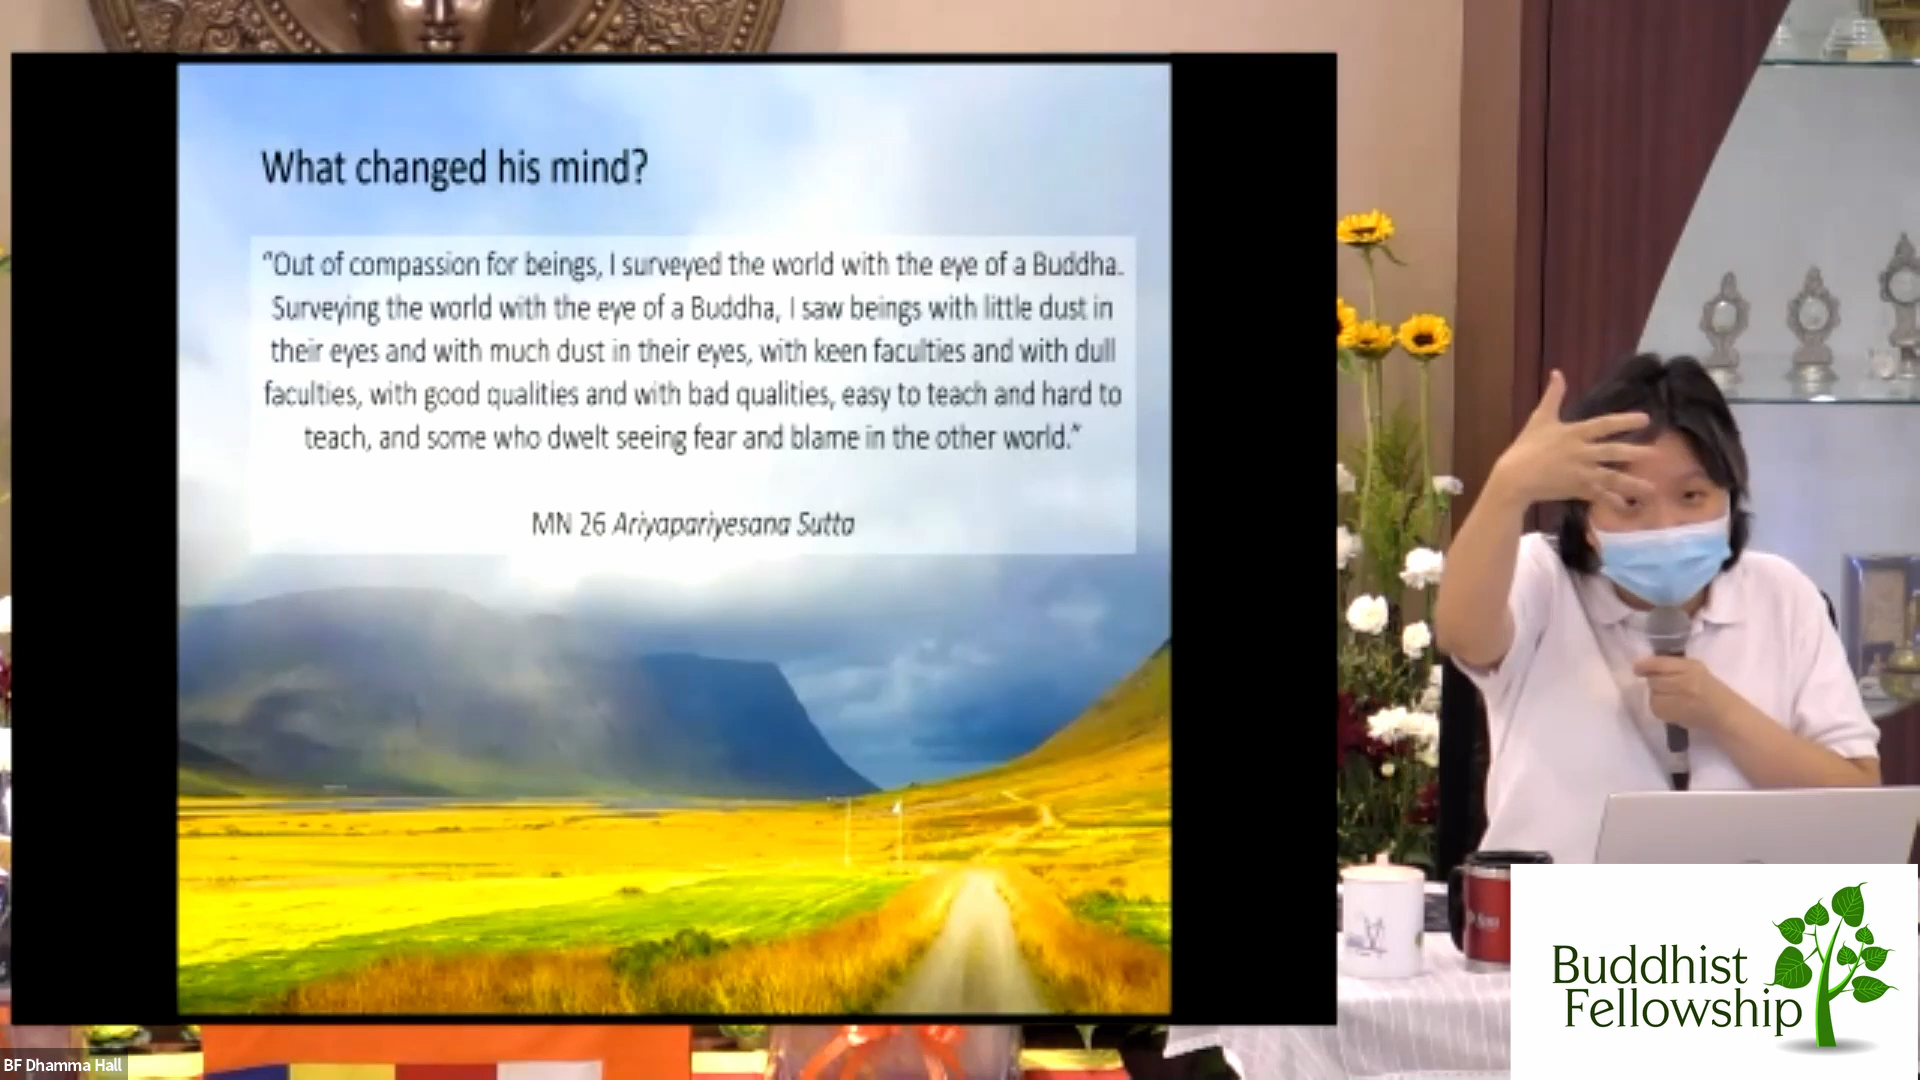 What changed his mind?
“Out of compassion for beings, I surveyed the world with the eye of a Buddha.
Surveying the world with the eye of a Buddha, I saw beings with little dust in
their eyes and with much dust in their eyes, with keen faculties and with dull
faculties, with good qualities and with bad qualities, easy to teach and hard to
teach, and some who dwelt seeing fear and blame in the other world.”
MN 26 Ariyapariyesana Sutta
Buddhist
Fellowship
BF Dhamma Hall